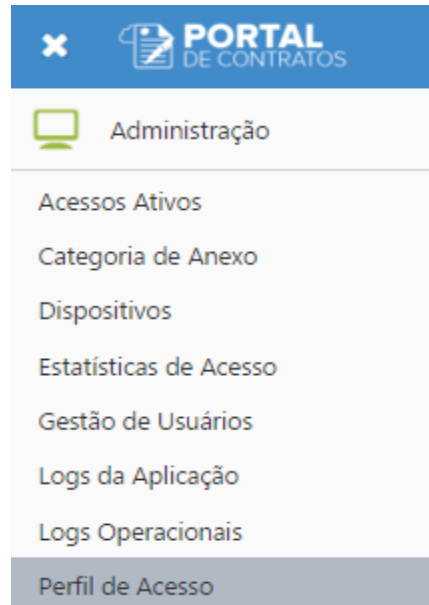 PORTAL
DE CONTRATOS
Administração
Acessos Ativos
Categoria de Anexo
Dispositivos
Estatísticas de Acesso
Gestão de Usuários
Logs da Aplicação
Logs Operacionais
Perfil de Acesso